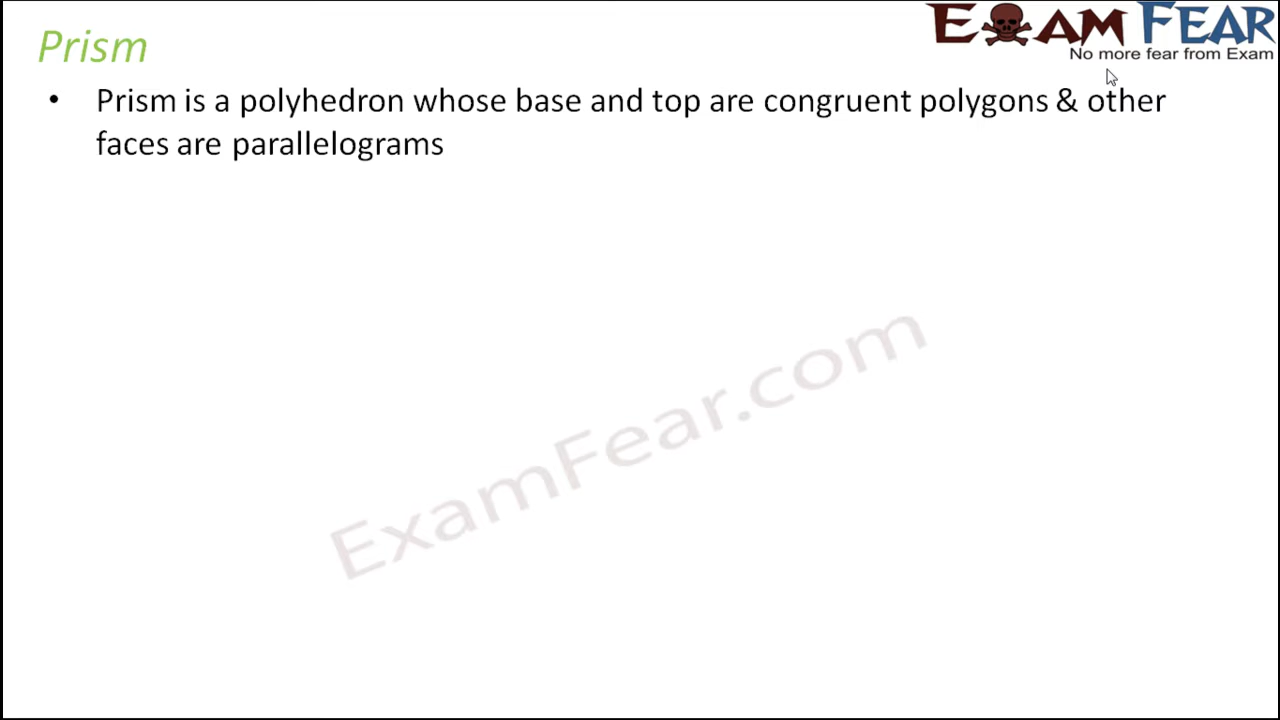 Prism
EXAM FEAR
No more fear from Exam
• Prism is a polyhedron whose base and top are congruent polygons & other
faces are parallelograms
ExamFear.com